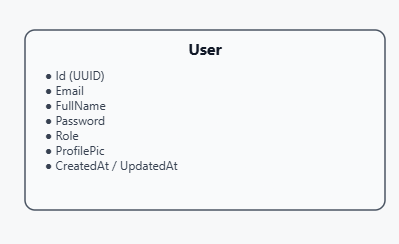 User
● Id (UUID)
● Email
● FullName
● Password
● Role
● ProfilePic
● CreatedAt / UpdatedAt